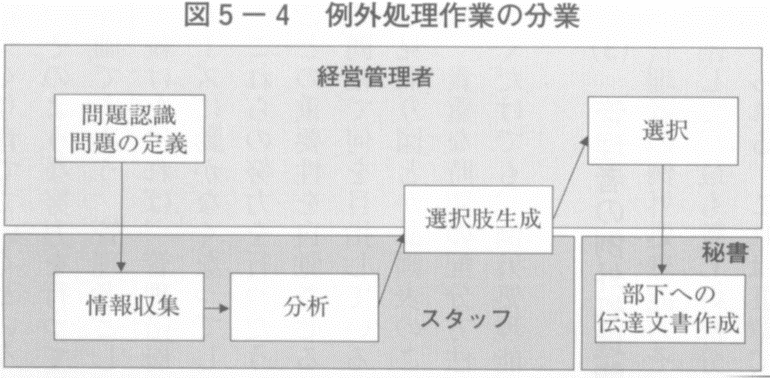 図5－4 例外処理作業の分業
経営管理者
問題認識
問題の定義
選択
選択肢生成
情報収集
分析
スタッフ
秘書
部下への
伝達文書作成